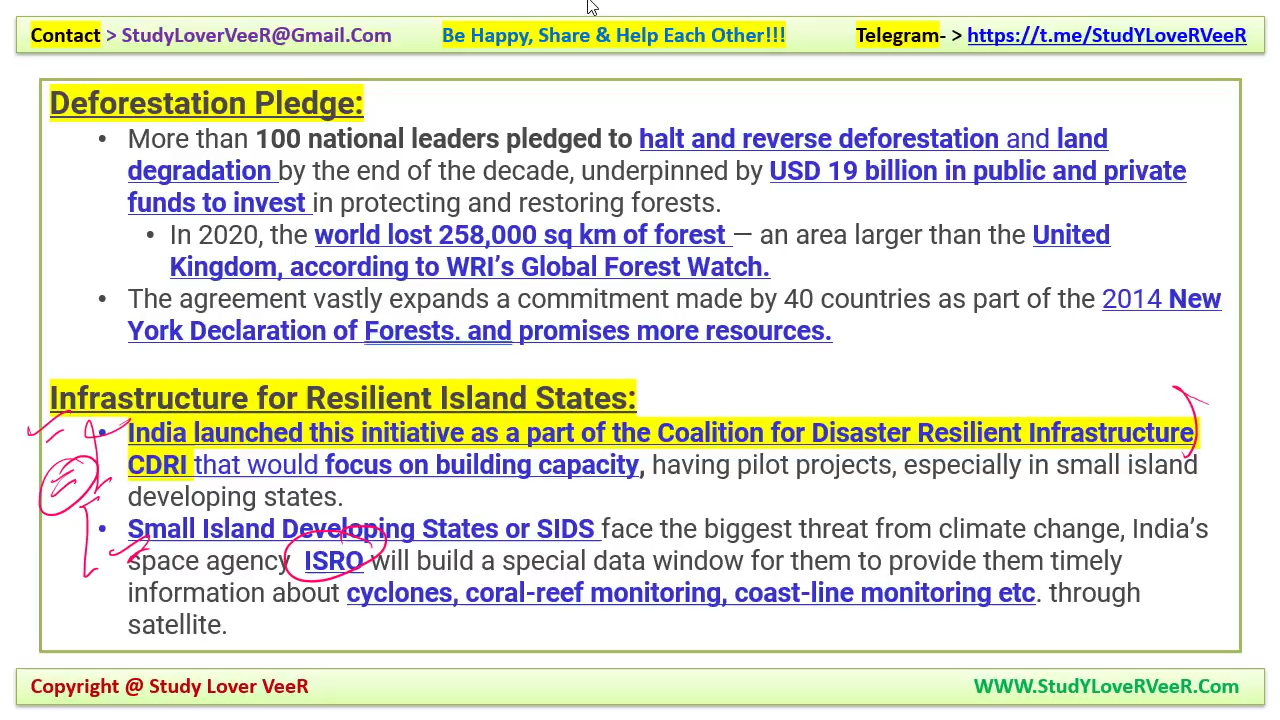 Contact > StudyLoverVeeR@Gmail.Com Be Happy, Share & Help Each Other!!! Telegram- > https://t.me/StudYLoveRVeeR
Deforestation Pledge:
• More than 100 national leaders pledged to halt and reverse deforestation and land
degradation by the end of the decade, underpinned by USD 19 billion in public and private
funds to invest in protecting and restoring forests.
• In 2020, the world lost 258,000 sq km of forest — an area larger than the United
Kingdom, according to WRI’s Global Forest Watch.
• The agreement vastly expands a commitment made by 40 countries as part of the 2014 New
York Declaration of Forests. and promises more resources.
Infrastructure for Resilient Island States:
• India launched this initiative as a part of the Coalition for Disaster Resilient Infrastructure
CDRI that would focus on building capacity, having pilot projects, especially in small island
developing states.
• Small Island Developing States or SIDS face the biggest threat from climate change, India’s
space agency ISRO will build a special data window for them to provide them timely
information about cyclones, coral-reef monitoring, coast-line monitoring etc. through
satellite.
Copyright @ Study Lover VeeR WWW.StudYLoveRVeeR.Com